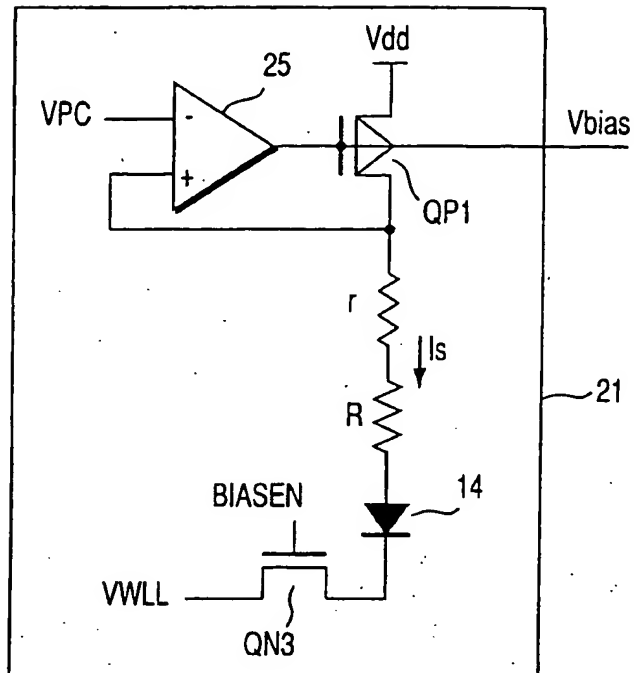 Vdd
25
VPC
Vbias
-
+
QP1
r
Is
21
R
14
BIASEN
VWLL
QN3